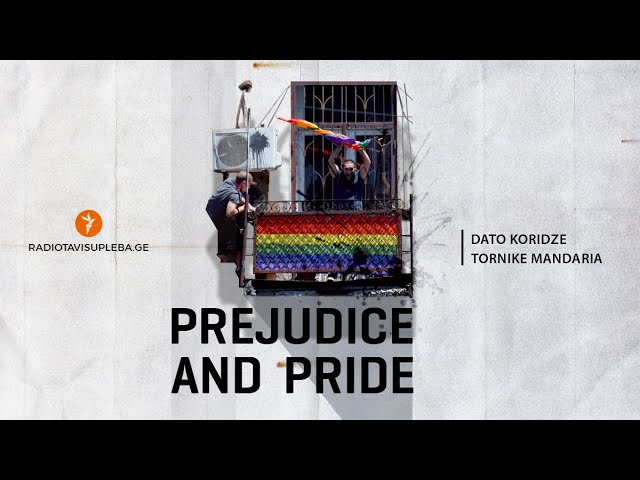 RADIOTAVISUPLEBA.GE
DATO KORIDZE
TORNIKE MANDARIA
PREJUDICE
AND PRIDE